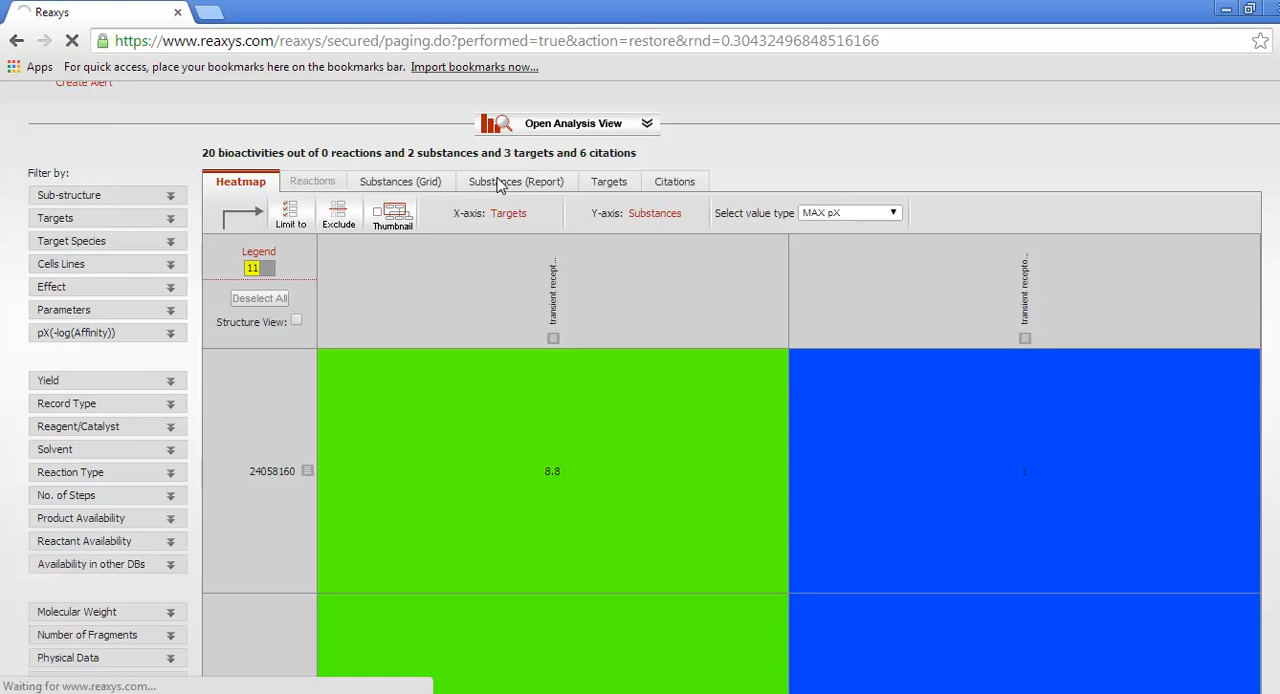 Reaxys
https://www.reaxys.com/reaxys/secured/paging.do?performed=true&action=restore&rnd=0.30432496848516166
Apps For quick access, place your bookmarks here on the bookmarks bar. Import bookmarks now...
Create Alert
Open Analysis View
20 bioactivities out of 0 reactions and 2 substances and 3 targets and 6 citations
Filter by:
Sub-structure
Targets
Target Species
Cells Lines
Effect
Parameters
pX(-log(Affinity))
Yield
Record Type
Reagent/Catalyst
Solvent
Reaction Type
No. of Steps
Product Availability
Reactant Availability
Availability in other DBs
Molecular Weight
Number of Fragments
Physical Data
Heatmap Reactions Substances (Grid) Substances (Report) Targets Citations
Limit to Exclude Thumbnail X-axis: Targets Y-axis: Substances Select value type MAX pX
Legend
11
Deselect All
Structure View:
transient recept...
transient recepto...
24058160 8.8 1
Waiting for www.reaxys.com...